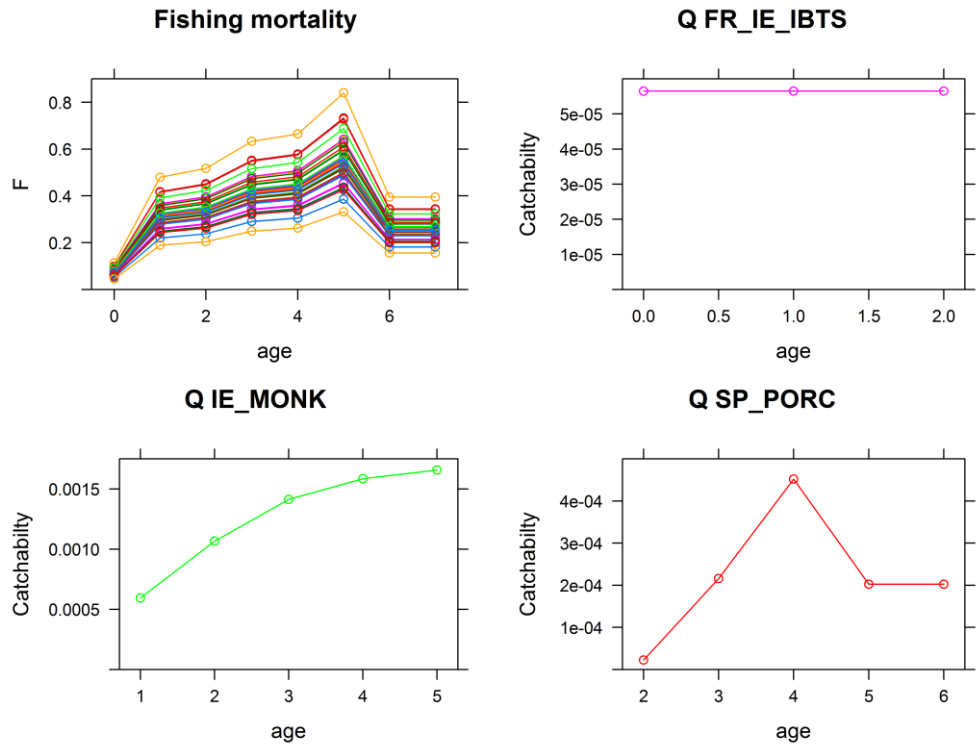 Fishing mortality
F
0.8
0.6
0.4
0.2
0 2 4 6
age
Q FR_IE_IBTS
Catchabilty
5e-05
4e-05
3e-05
2e-05
1e-05
0.0 0.5 1.0 1.5 2.0
age
Q IE_MONK
Catchabilty
0.0015
0.0010
0.0005
1 2 3 4 5
age
Q SP_PORC
Catchabilty
4e-04
3e-04
2e-04
1e-04
2 3 4 5 6
age